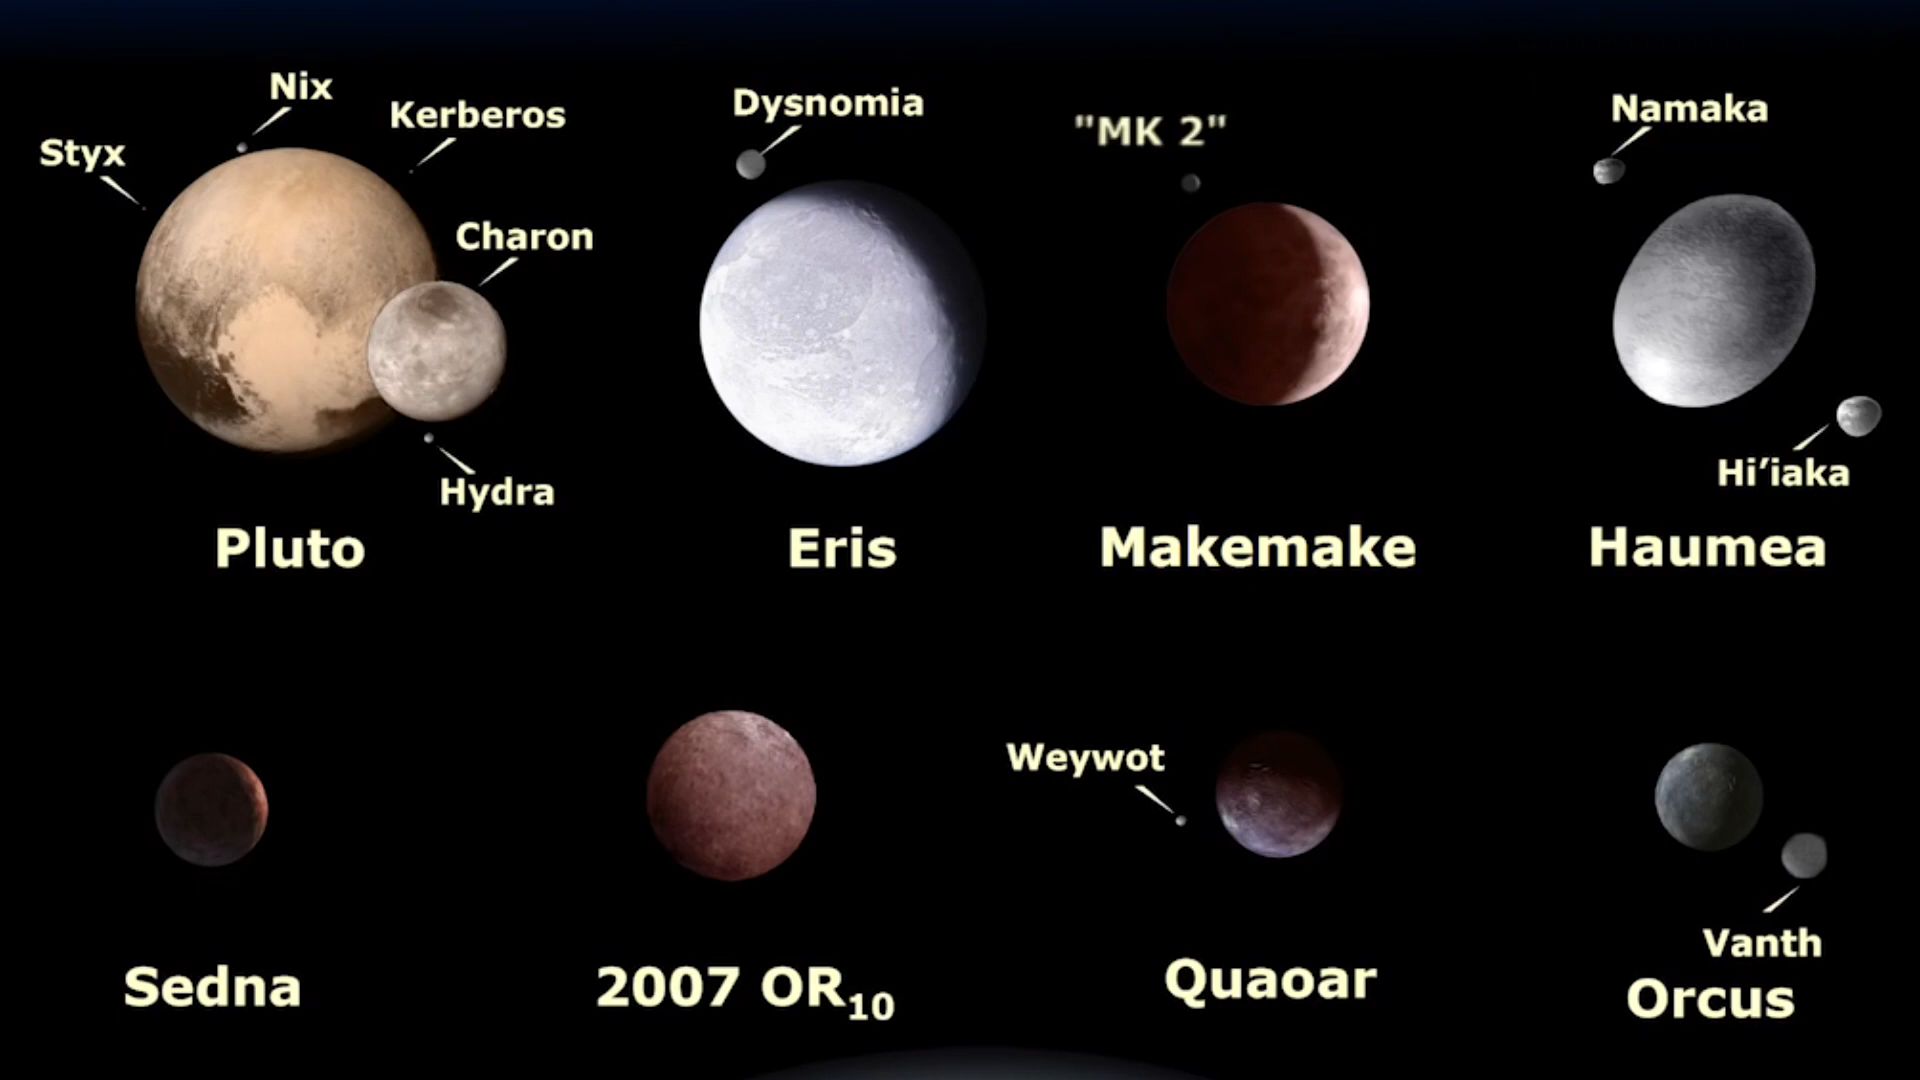 Nix
Kerberos
Styx
Charon
Hydra
Pluto
Dysnomia
Eris
"MK 2"
Makemake
Namaka
Hi’iaka
Haumea
Sedna
2007 OR₁₀
Weywot
Quaoar
Vanth
Orcus